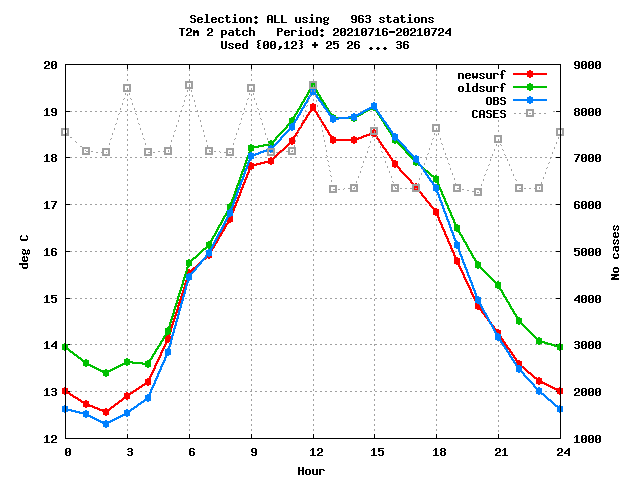 Selection: ALL using   963 stations
T2m 2 patch   Period: 20210716-20210724
Used {00,12} + 25 26 ... 36
newsurf
oldsurf
OBS
CASES
20
19
18
17
16
15
14
13
12
9000
8000
7000
6000
5000
4000
3000
2000
1000
deg C
No cases
0 3 6 9 12 15 18 21 24
Hour